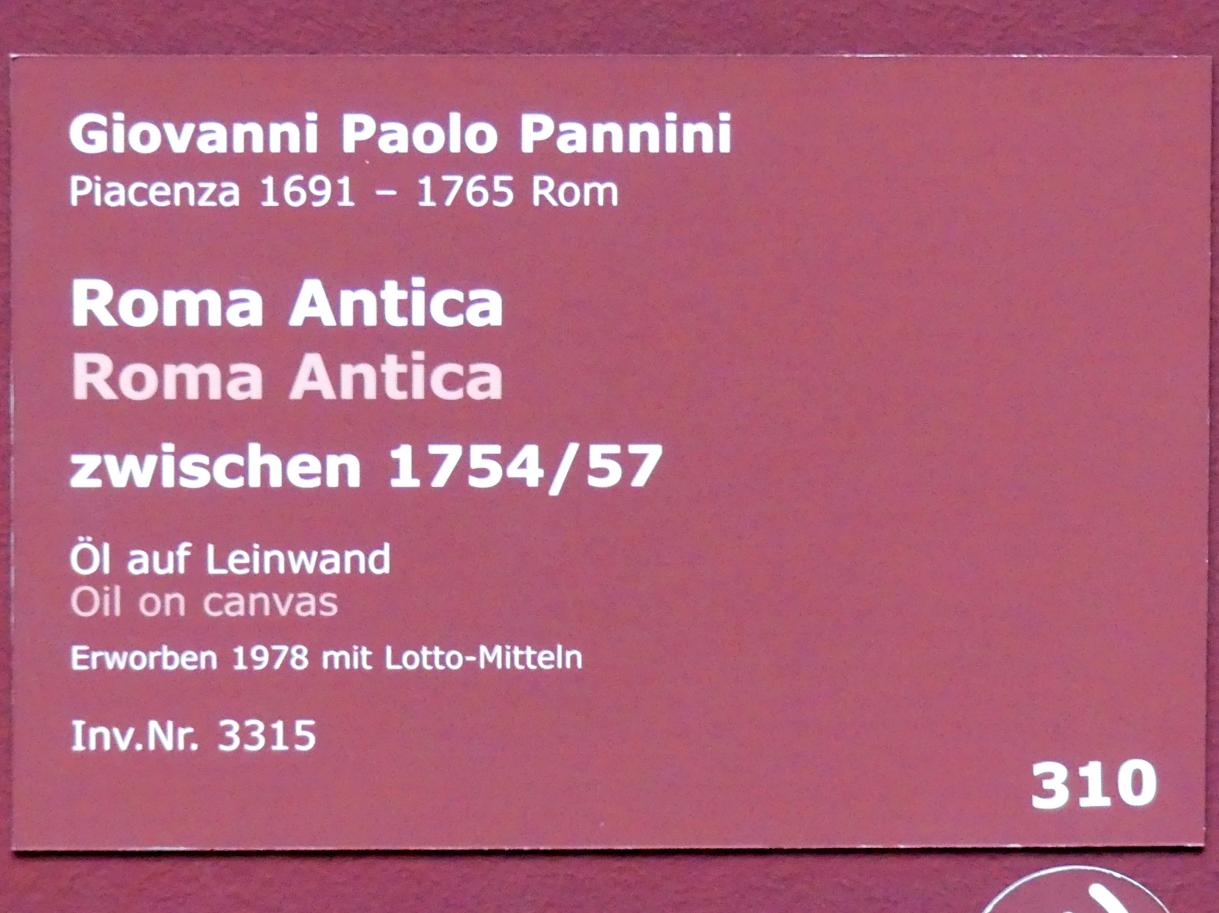 Giovanni Paolo Pannini
Piacenza 1691 – 1765 Rom
Roma Antica
Roma Antica
zwischen 1754/57
Öl auf Leinwand
Oil on canvas
Erworben 1978 mit Lotto-Mitteln
Inv.Nr. 3315
310